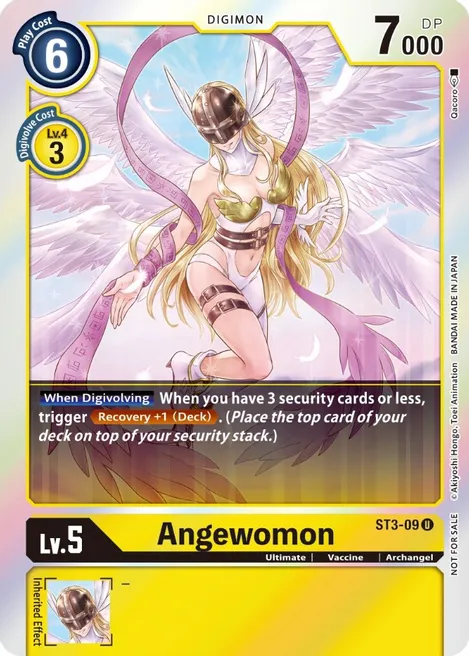 Play Cost
6
DIGIMON
7000
DP
Digivolve Cost
Lv.4
3
Qacoro
When Digivolving When you have 3 security cards or less,
trigger Recovery +1 (Deck). (Place the top card of your
deck on top of your security stack.)
©Akiyoshi Hongo, Toei Animation BANDAI MADE IN JAPAN
NOT FOR SALE
Lv.5
Angewomon
ST3-09 U
Ultimate | Vaccine | Archangel
Inherited Effect
–